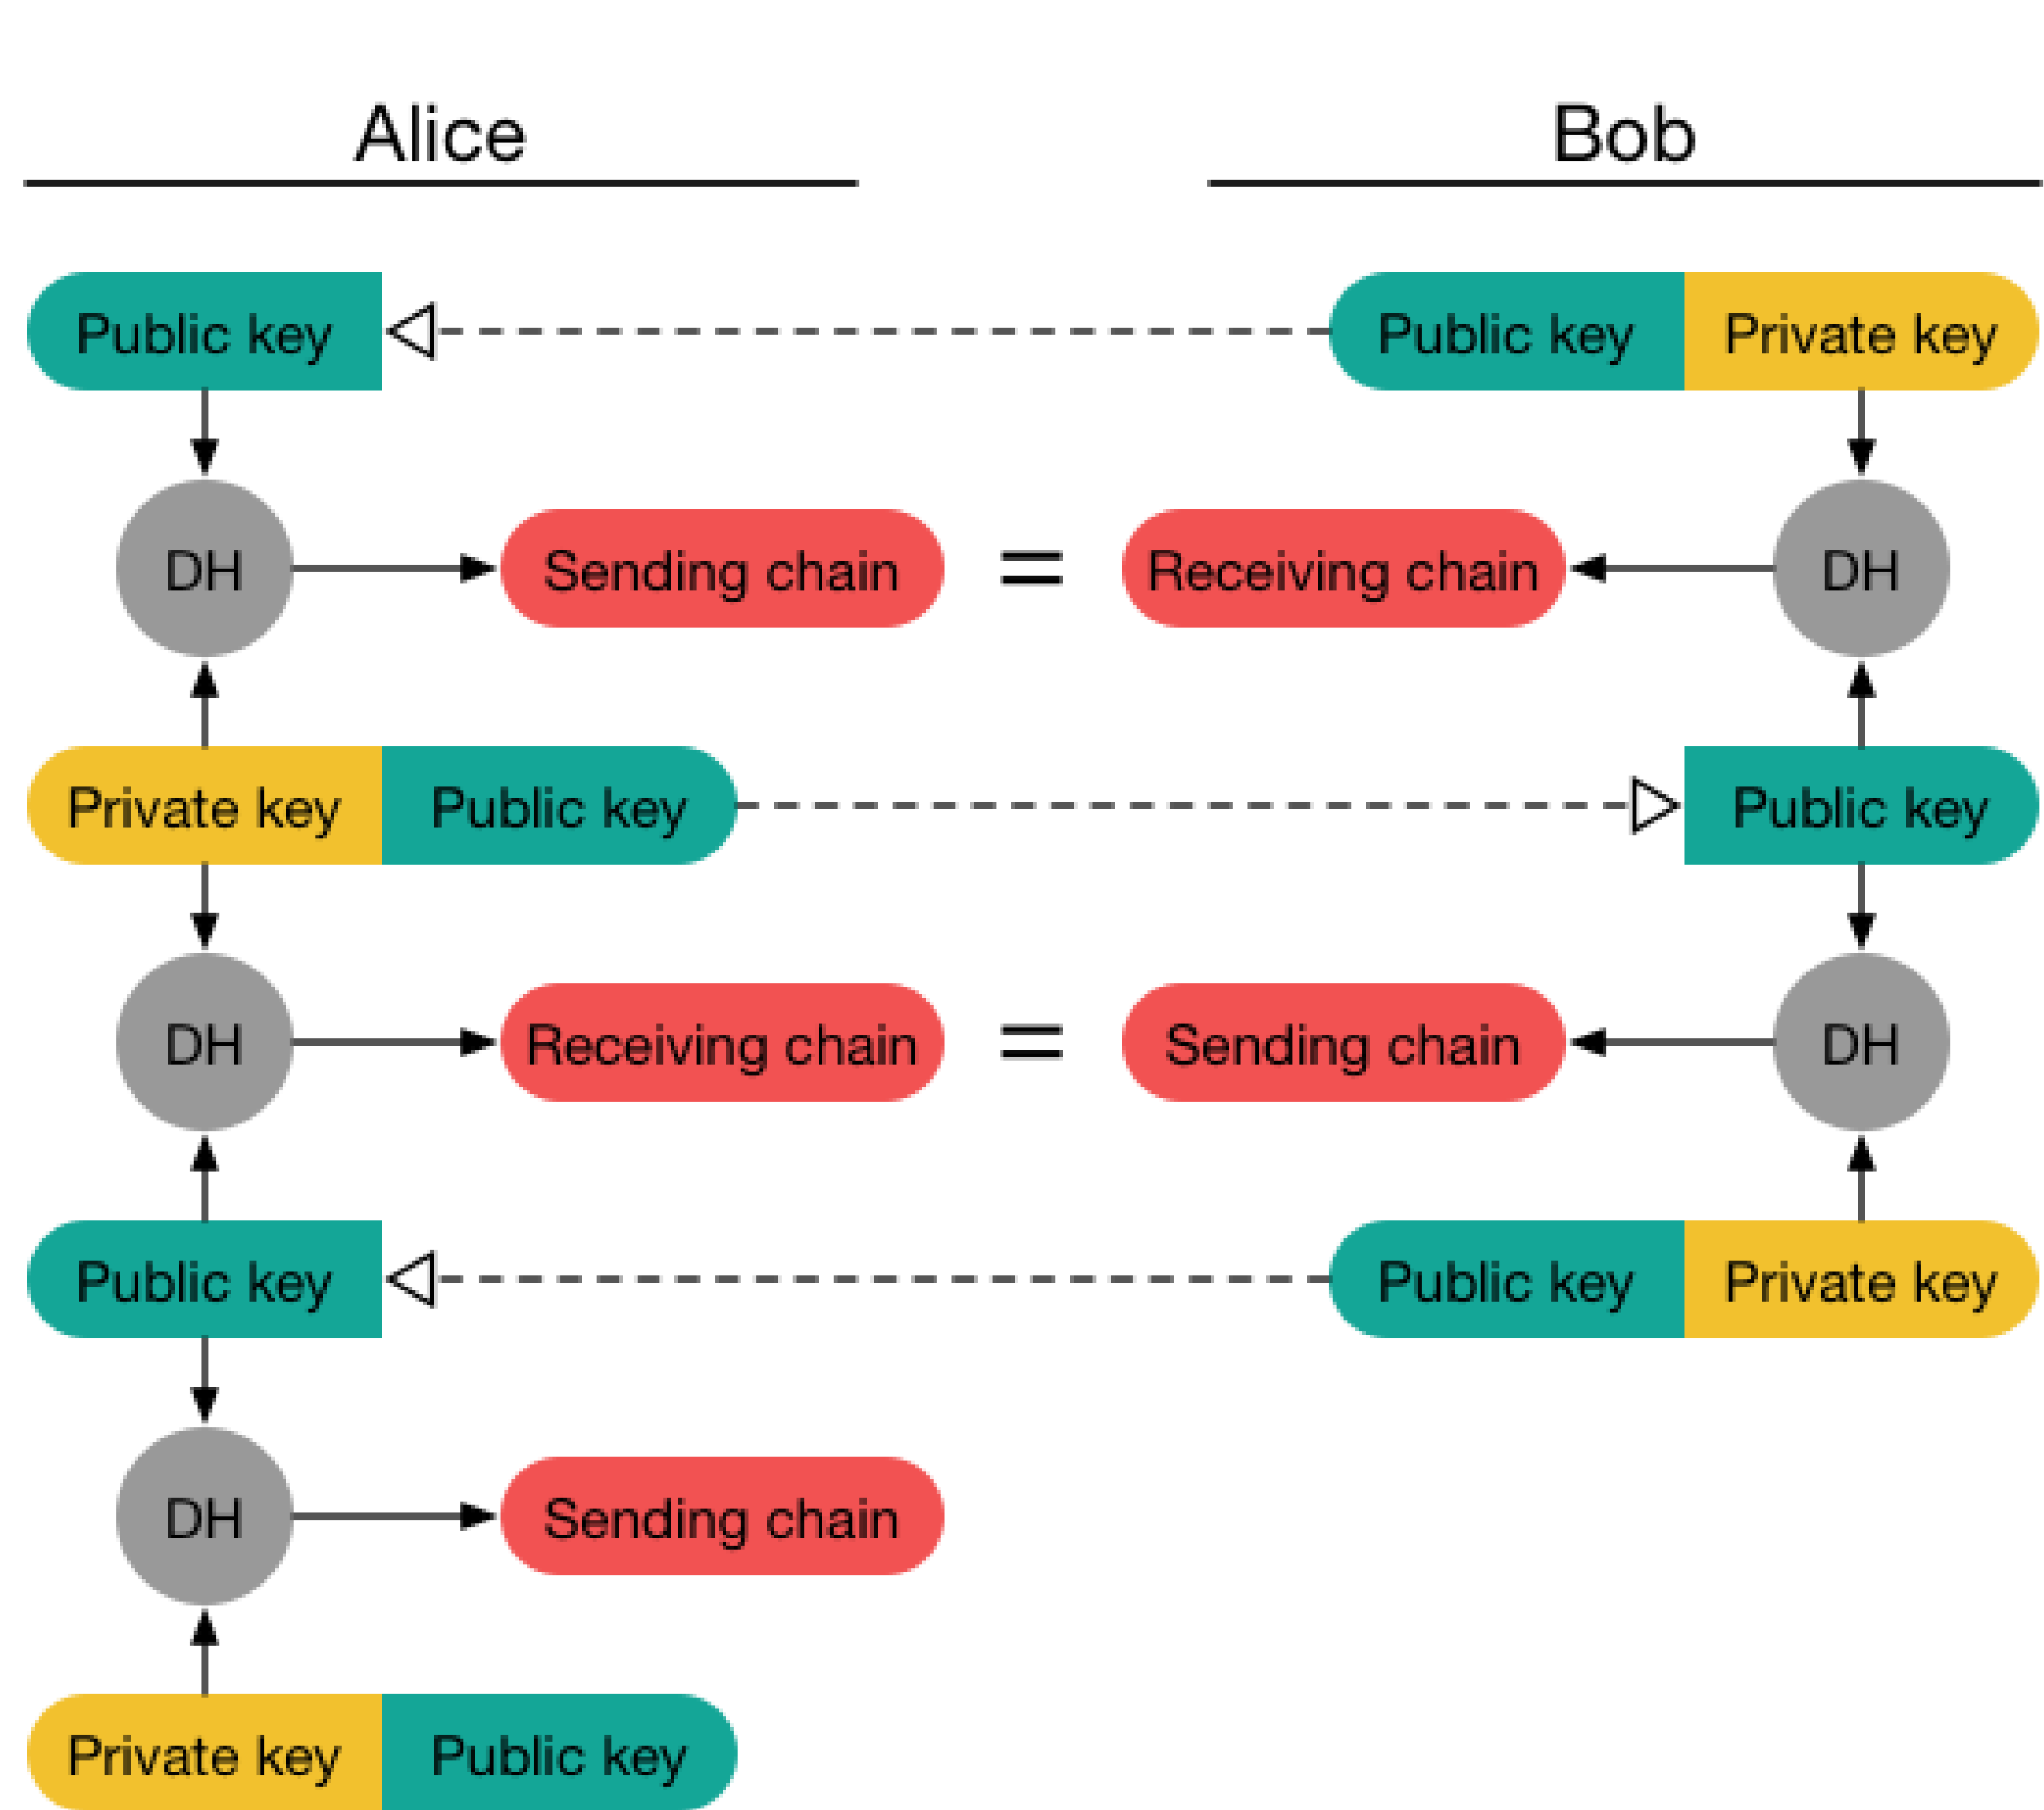 Alice Bob
Public key Public key Private key
DH Sending chain = Receiving chain DH
Private key Public key Public key
DH Receiving chain = Sending chain DH
Public key Public key Private key
DH Sending chain
Private key Public key